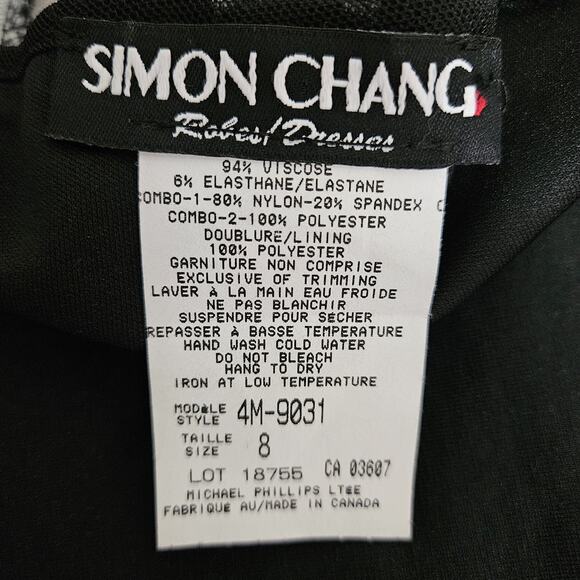 SIMON CHANG
Robes/Dresses
94% VISCOSE
6% ELASTHANE/ELASTANE
COMBO-1-80% NYLON-20% SPANDEX
COMBO-2-100% POLYESTER
DOUBLURE/LINING
100% POLYESTER
GARNITURE NON COMPRISE
EXCLUSIVE OF TRIMMING
LAVER À LA MAIN EAU FROIDE
NE PAS BLANCHIR
SUSPENDRE POUR SÉCHER
REPASSER À BASSE TEMPERATURE
HAND WASH COLD WATER
DO NOT BLEACH
HANG TO DRY
IRON AT LOW TEMPERATURE
MODÈLE
STYLE 4M-9031
TAILLE
SIZE 8
LOT 18755 CA 03607
MICHAEL PHILLIPS LTÉE
FABRIQUE AU/MADE IN CANADA